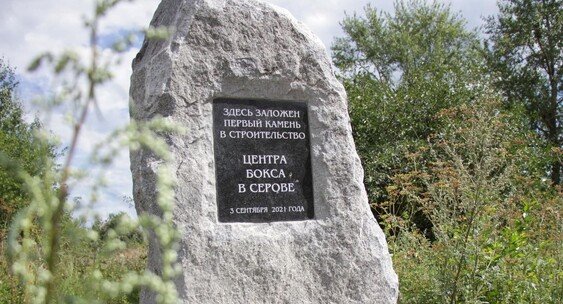 ЗДЕСЬ ЗАЛОЖЕН
ПЕРВЫЙ КАМЕНЬ
В СТРОИТЕЛЬСТВО
ЦЕНТРА
БОКСА
В СЕРОВЕ
3 СЕНТЯБРЯ 2021 ГОДА